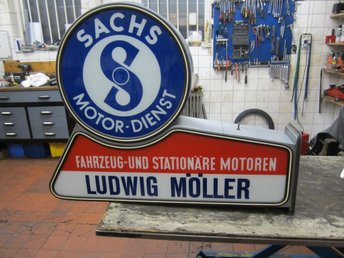 SACHS
S
MOTOR-DIENST
FAHRZEUG-UND STATIONÄRE MOTOREN
LUDWIG MÖLLER